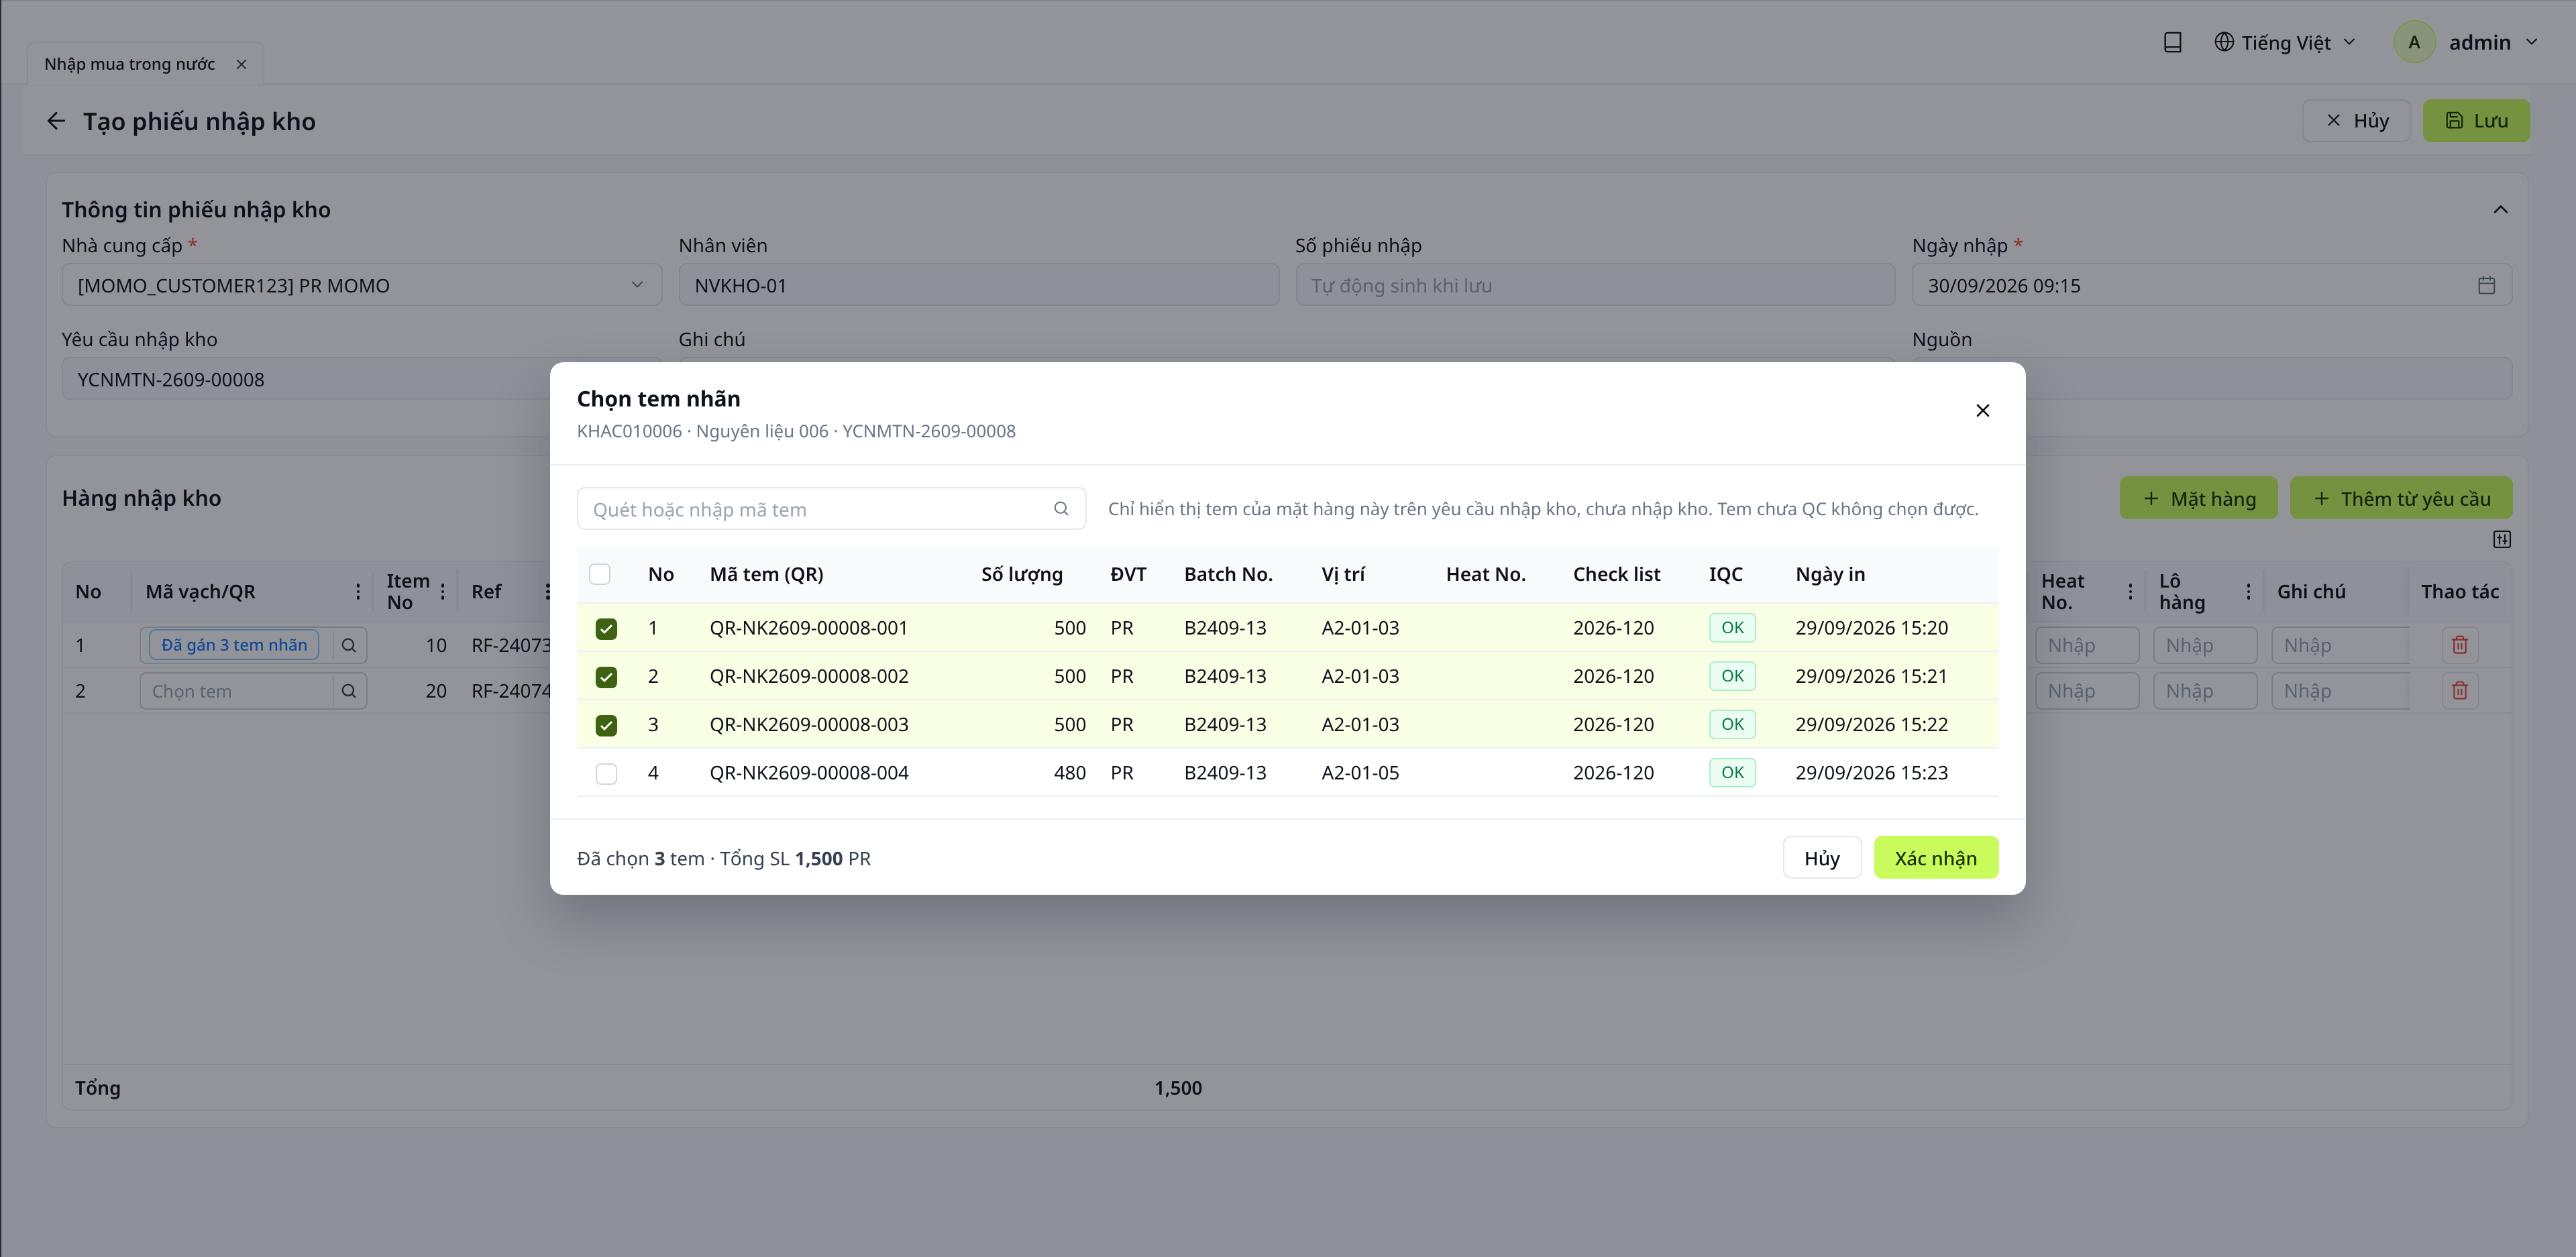 Nhập mua trong nước
Tiếng Việt
A admin
Tạo phiếu nhập kho
Hủy
Lưu
Thông tin phiếu nhập kho
Nhà cung cấp * Nhân viên Số phiếu nhập Ngày nhập *
[MOMO_CUSTOMER123] PR MOMO NVKHO-01 Tự động sinh khi lưu 30/09/2026 09:15
Yêu cầu nhập kho Ghi chú Nguồn
YCNMTN-2609-00008
Chọn tem nhãn
KHAC010006 · Nguyên liệu 006 · YCNMTN-2609-00008
Quét hoặc nhập mã tem
Chỉ hiển thị tem của mặt hàng này trên yêu cầu nhập kho, chưa nhập kho. Tem chưa QC không chọn được.
No Mã tem (QR) Số lượng ĐVT Batch No. Vị trí Heat No. Check list IQC Ngày in
1 QR-NK2609-00008-001 500 PR B2409-13 A2-01-03 2026-120 OK 29/09/2026 15:20
2 QR-NK2609-00008-002 500 PR B2409-13 A2-01-03 2026-120 OK 29/09/2026 15:21
3 QR-NK2609-00008-003 500 PR B2409-13 A2-01-03 2026-120 OK 29/09/2026 15:22
4 QR-NK2609-00008-004 480 PR B2409-13 A2-01-05 2026-120 OK 29/09/2026 15:23
Đã chọn 3 tem · Tổng SL 1,500 PR
Hủy
Xác nhận
Hàng nhập kho
Mặt hàng
Thêm từ yêu cầu
No Mã vạch/QR Item No Ref Heat No. Lô hàng Ghi chú Thao tác
1 Đã gán 3 tem nhãn 10 RF-24073 Nhập Nhập Nhập
2 Chọn tem 20 RF-24074 Nhập Nhập Nhập
Tổng 1,500